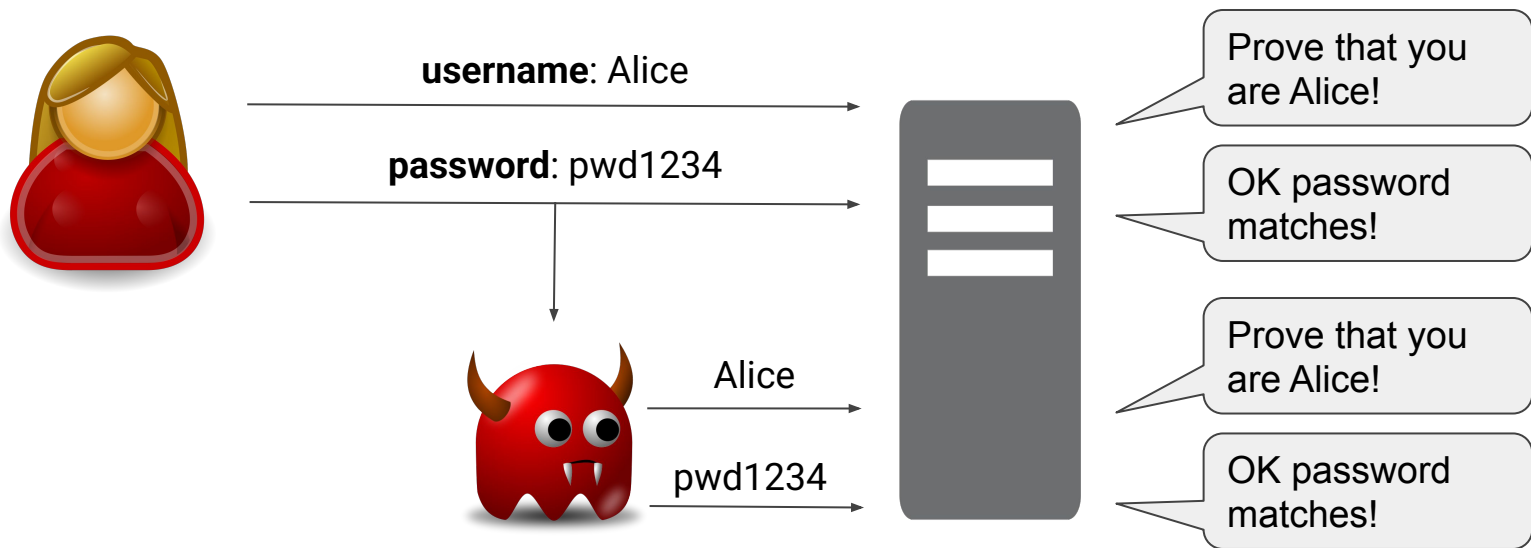 username: Alice
Prove that you
are Alice!
password: pwd1234
OK password
matches!
Alice
Prove that you
are Alice!
pwd1234
OK password
matches!